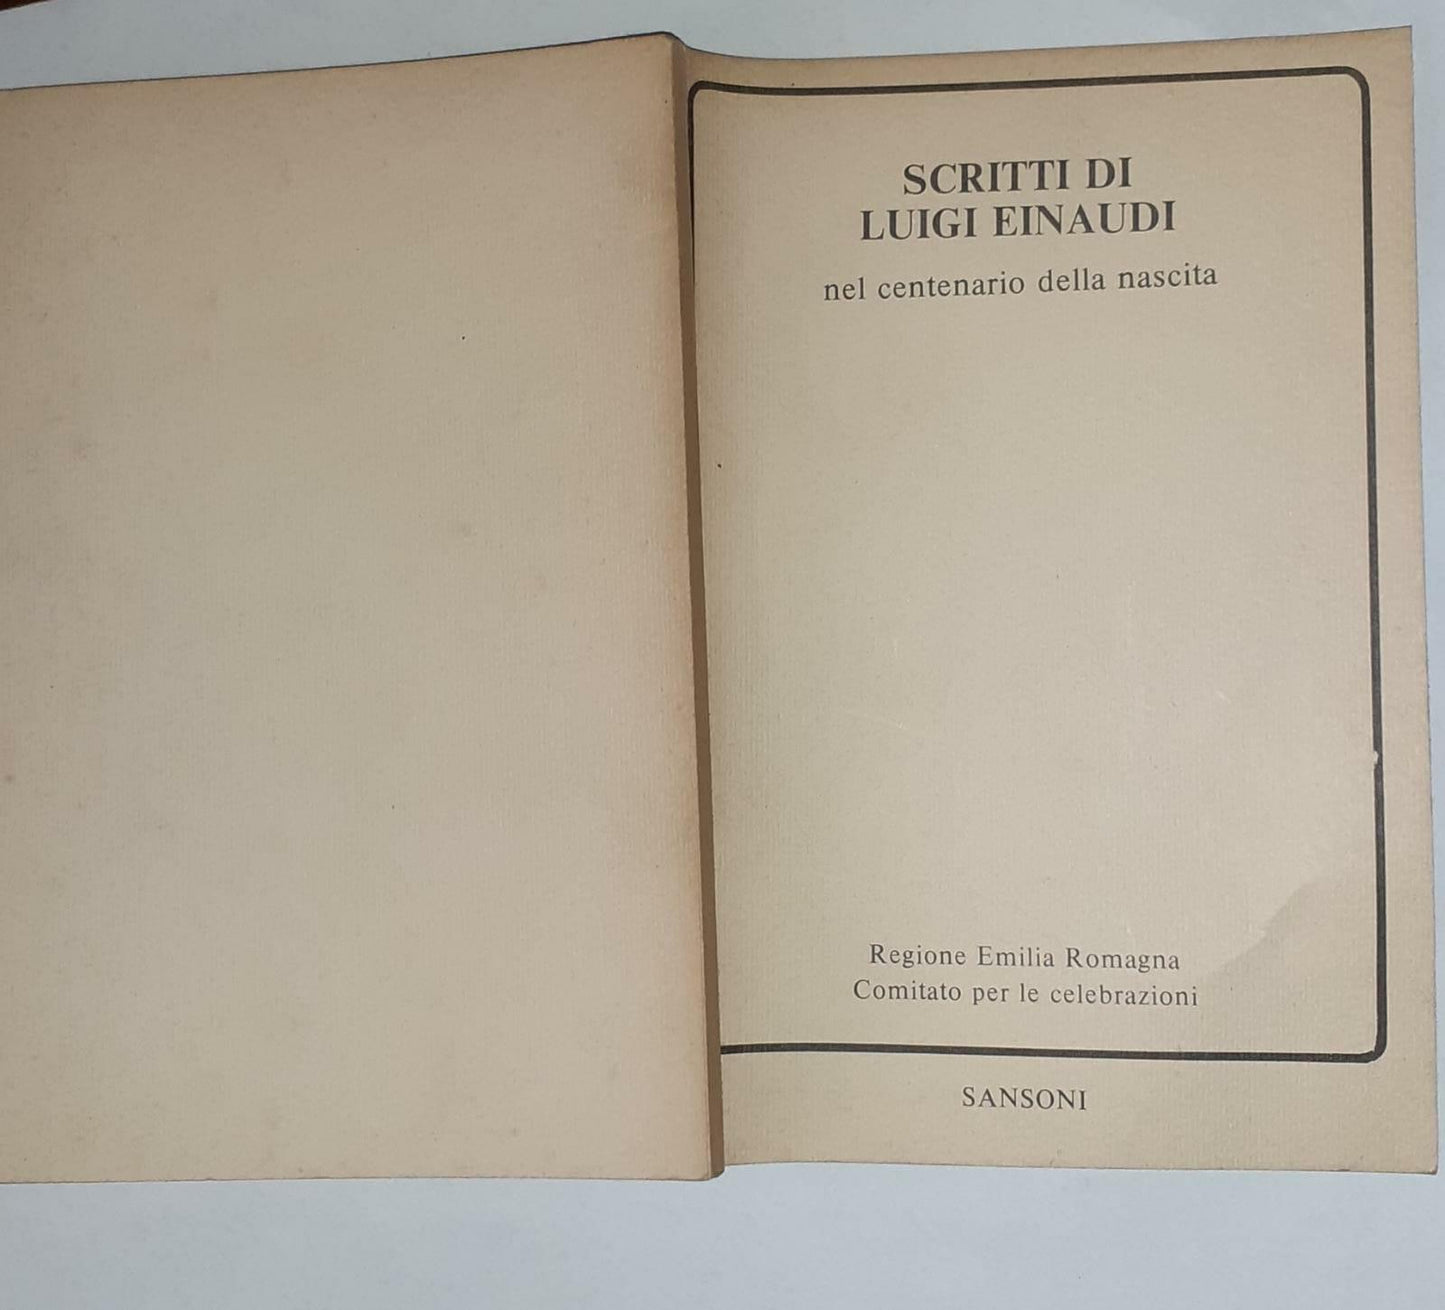 SCRITTI DI
LUIGI EINAUDI
nel centenario della nascita
Regione Emilia Romagna
Comitato per le celebrazioni
SANSONI